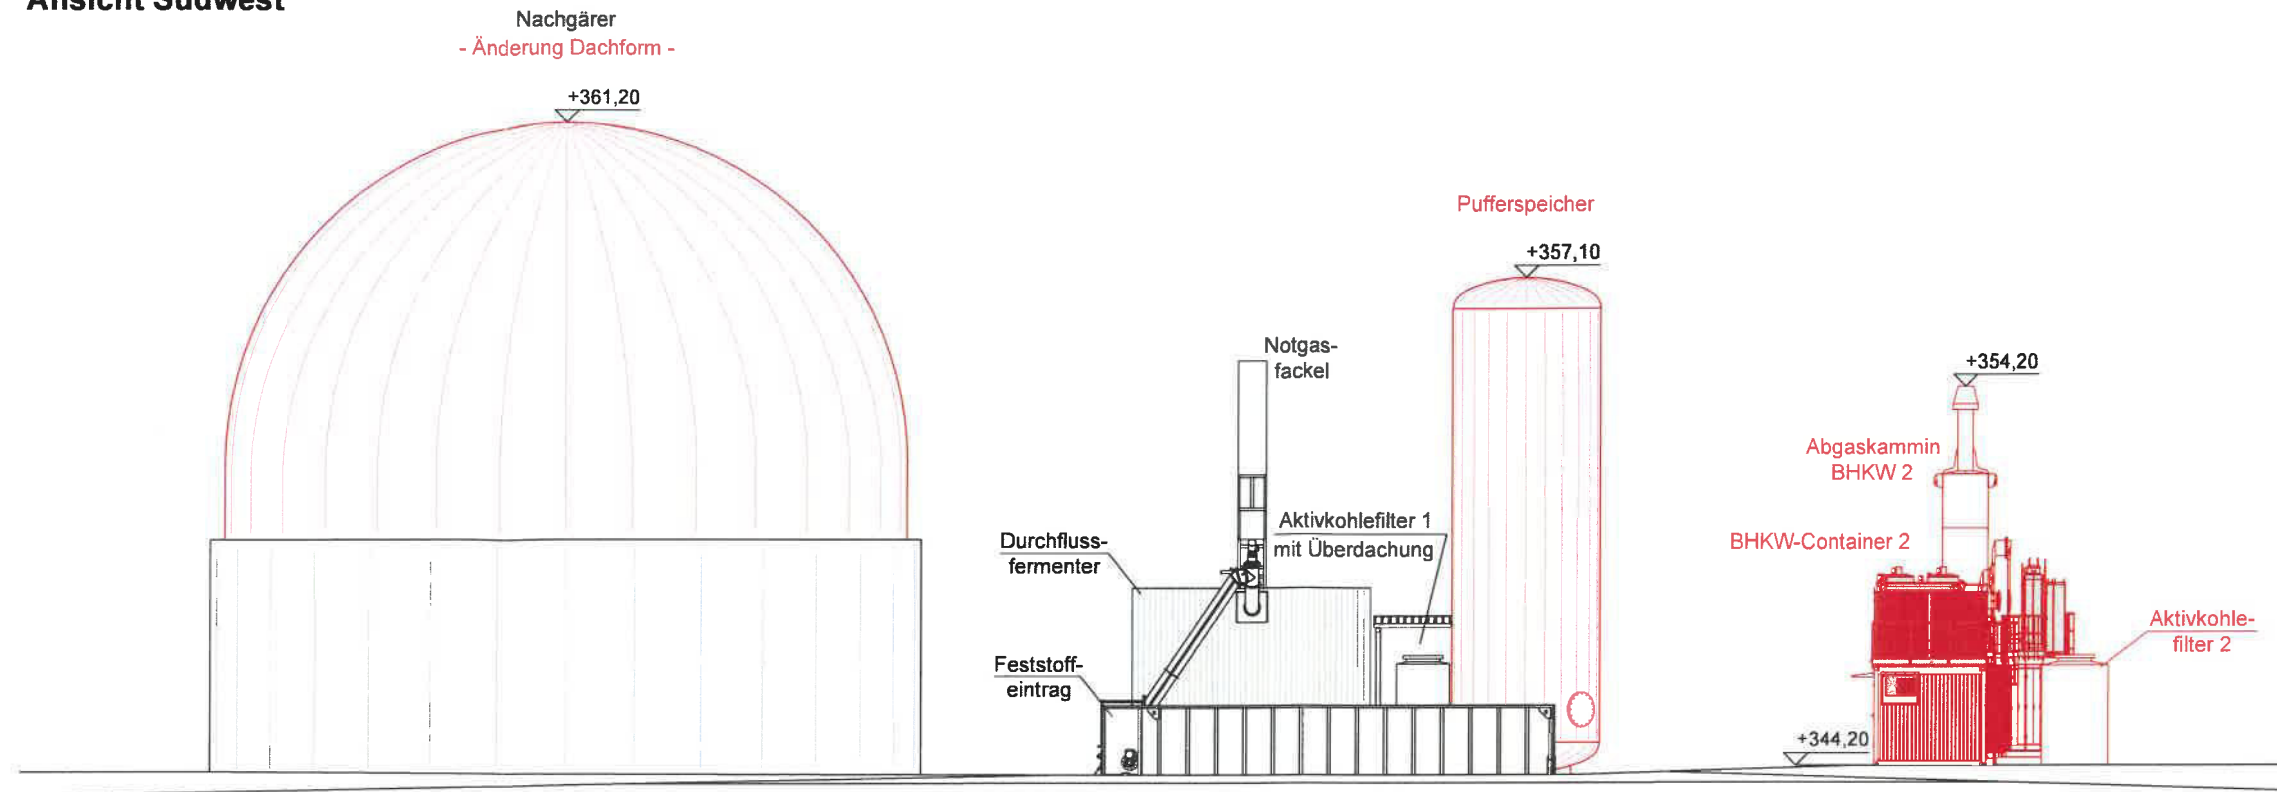 Ansicht Südwest
Nachgärer
- Änderung Dachform -
+361,20
Pufferspeicher
+357,10
Notgas-
fackel
+354,20
Abgaskammin
BHKW 2
Aktivkohlefilter 1
mit Überdachung
Durchfluss-
fermenter
BHKW-Container 2
Aktivkohle-
filter 2
Feststoff-
eintrag
+344,20